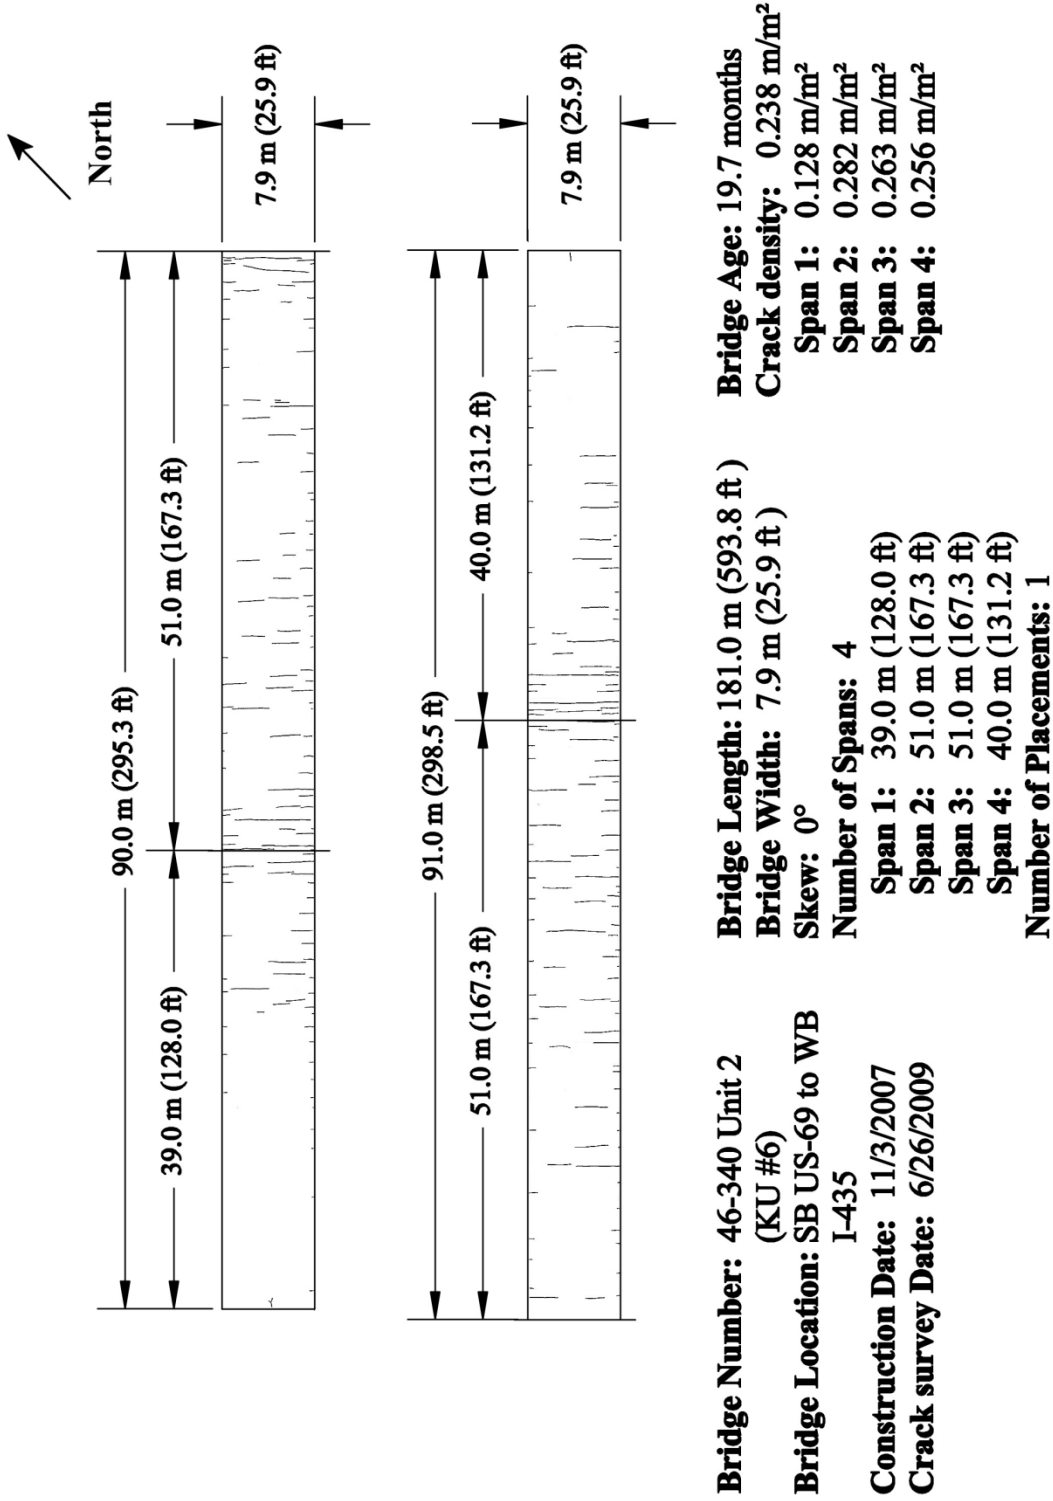 North
90.0 m (295.3 ft)
39.0 m (128.0 ft)
51.0 m (167.3 ft)
7.9 m (25.9 ft)
91.0 m (298.5 ft)
51.0 m (167.3 ft)
40.0 m (131.2 ft)
7.9 m (25.9 ft)
Bridge Number: 46-340 Unit 2
(KU #6)
Bridge Location: SB US-69 to WB
I-435
Construction Date: 11/3/2007
Crack survey Date: 6/26/2009
Bridge Length: 181.0 m (593.8 ft )
Bridge Width: 7.9 m (25.9 ft )
Skew: 0°
Number of Spans: 4
Span 1: 39.0 m (128.0 ft)
Span 2: 51.0 m (167.3 ft)
Span 3: 51.0 m (167.3 ft)
Span 4: 40.0 m (131.2 ft)
Number of Placements: 1
Bridge Age: 19.7 months
Crack density: 0.238 m/m²
Span 1: 0.128 m/m²
Span 2: 0.282 m/m²
Span 3: 0.263 m/m²
Span 4: 0.256 m/m²